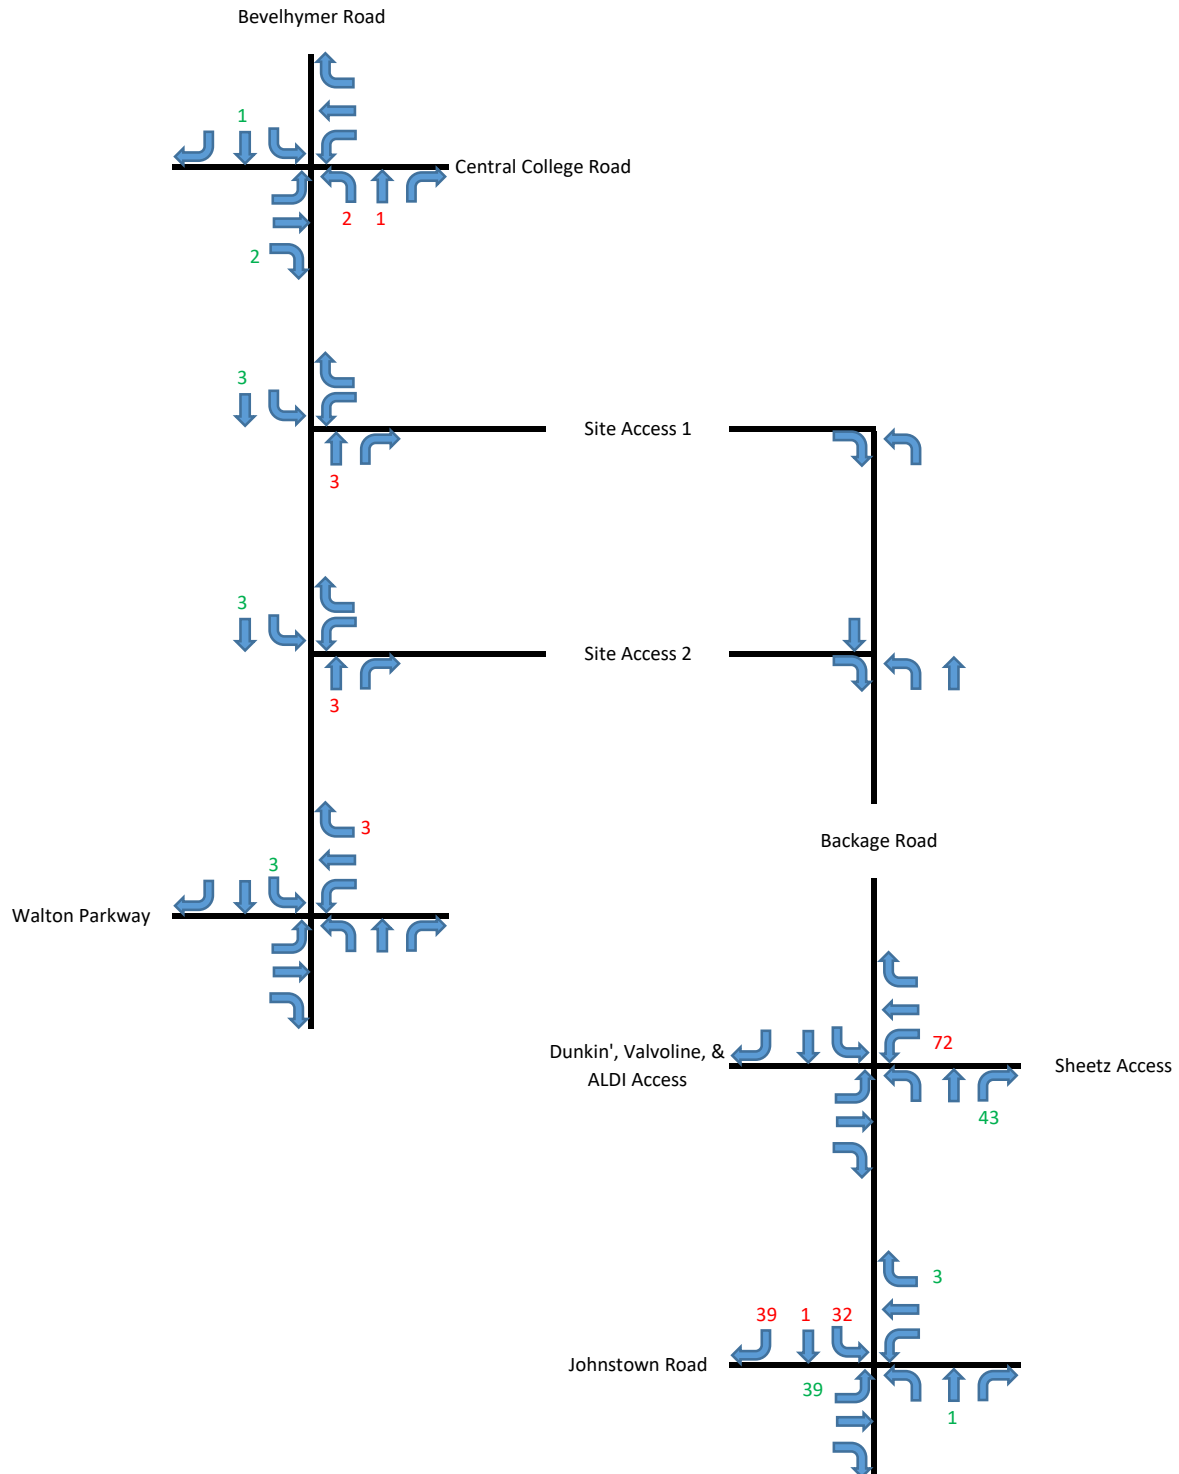 Bevelhymer Road
1
Central College Road
2 1
2
3
Site Access 1
3
3
Site Access 2
3
3
Backage Road
3
Walton Parkway
72
Dunkin', Valvoline, &
ALDI Access
Sheetz Access
43
3
39 1 32
Johnstown Road
39
1